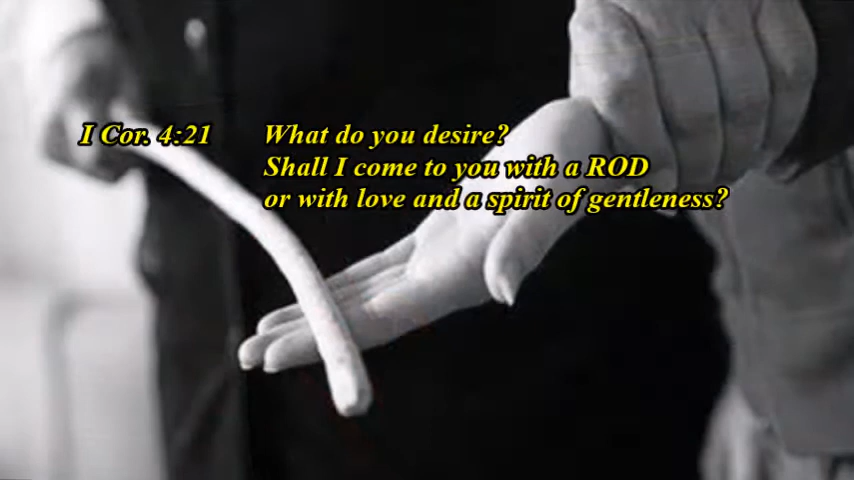 I Cor. 4:21 What do you desire?
Shall I come to you with a ROD
or with love and a spirit of gentleness?